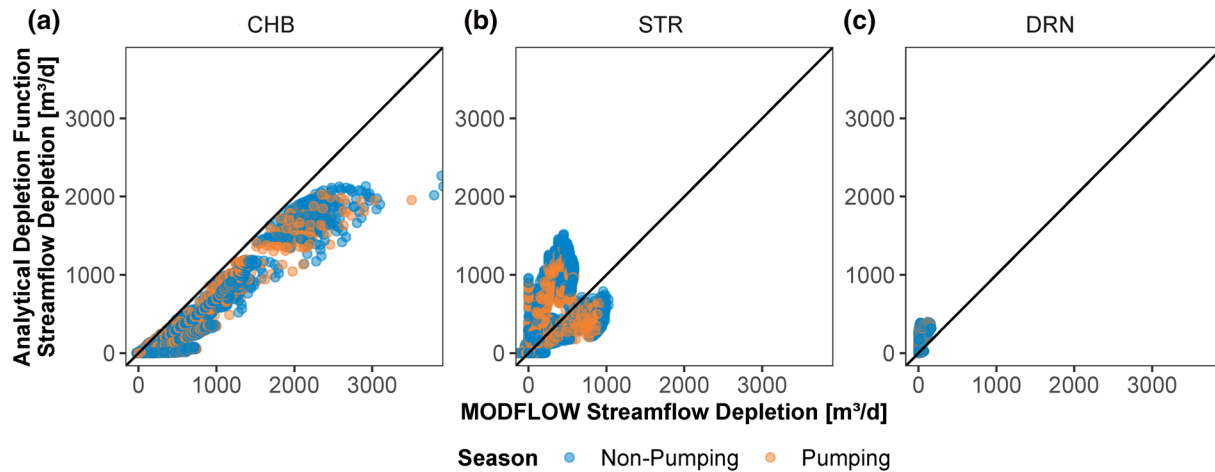 (a) CHB (b) STR (c) DRN
Analytical Depletion Function
Streamflow Depletion [m³/d]
3000
2000
1000
0
0 1000 2000 3000
3000
2000
1000
0
0 1000 2000 3000
3000
2000
1000
0
0 1000 2000 3000
MODFLOW Streamflow Depletion [m³/d]
Season Non-Pumping Pumping